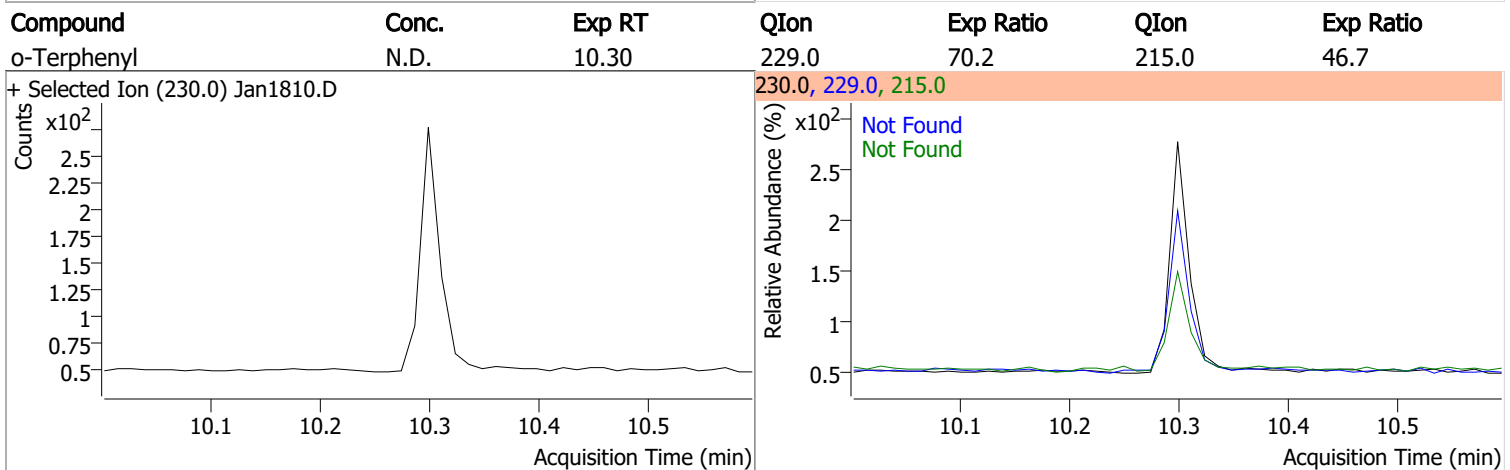 Compound Conc. Exp RT QIon Exp Ratio QIon Exp Ratio
o-Terphenyl N.D. 10.30 229.0 70.2 215.0 46.7
+ Selected Ion (230.0) Jan1810.D
Counts
x10²
2.5
2.25
2
1.75
1.5
1.25
1
0.75
0.5
10.1 10.2 10.3 10.4 10.5
Acquisition Time (min)
230.0, 229.0, 215.0
Relative Abundance (%)
x10²
Not Found
Not Found
2.5
2
1.5
1
0.5
10.1 10.2 10.3 10.4 10.5
Acquisition Time (min)